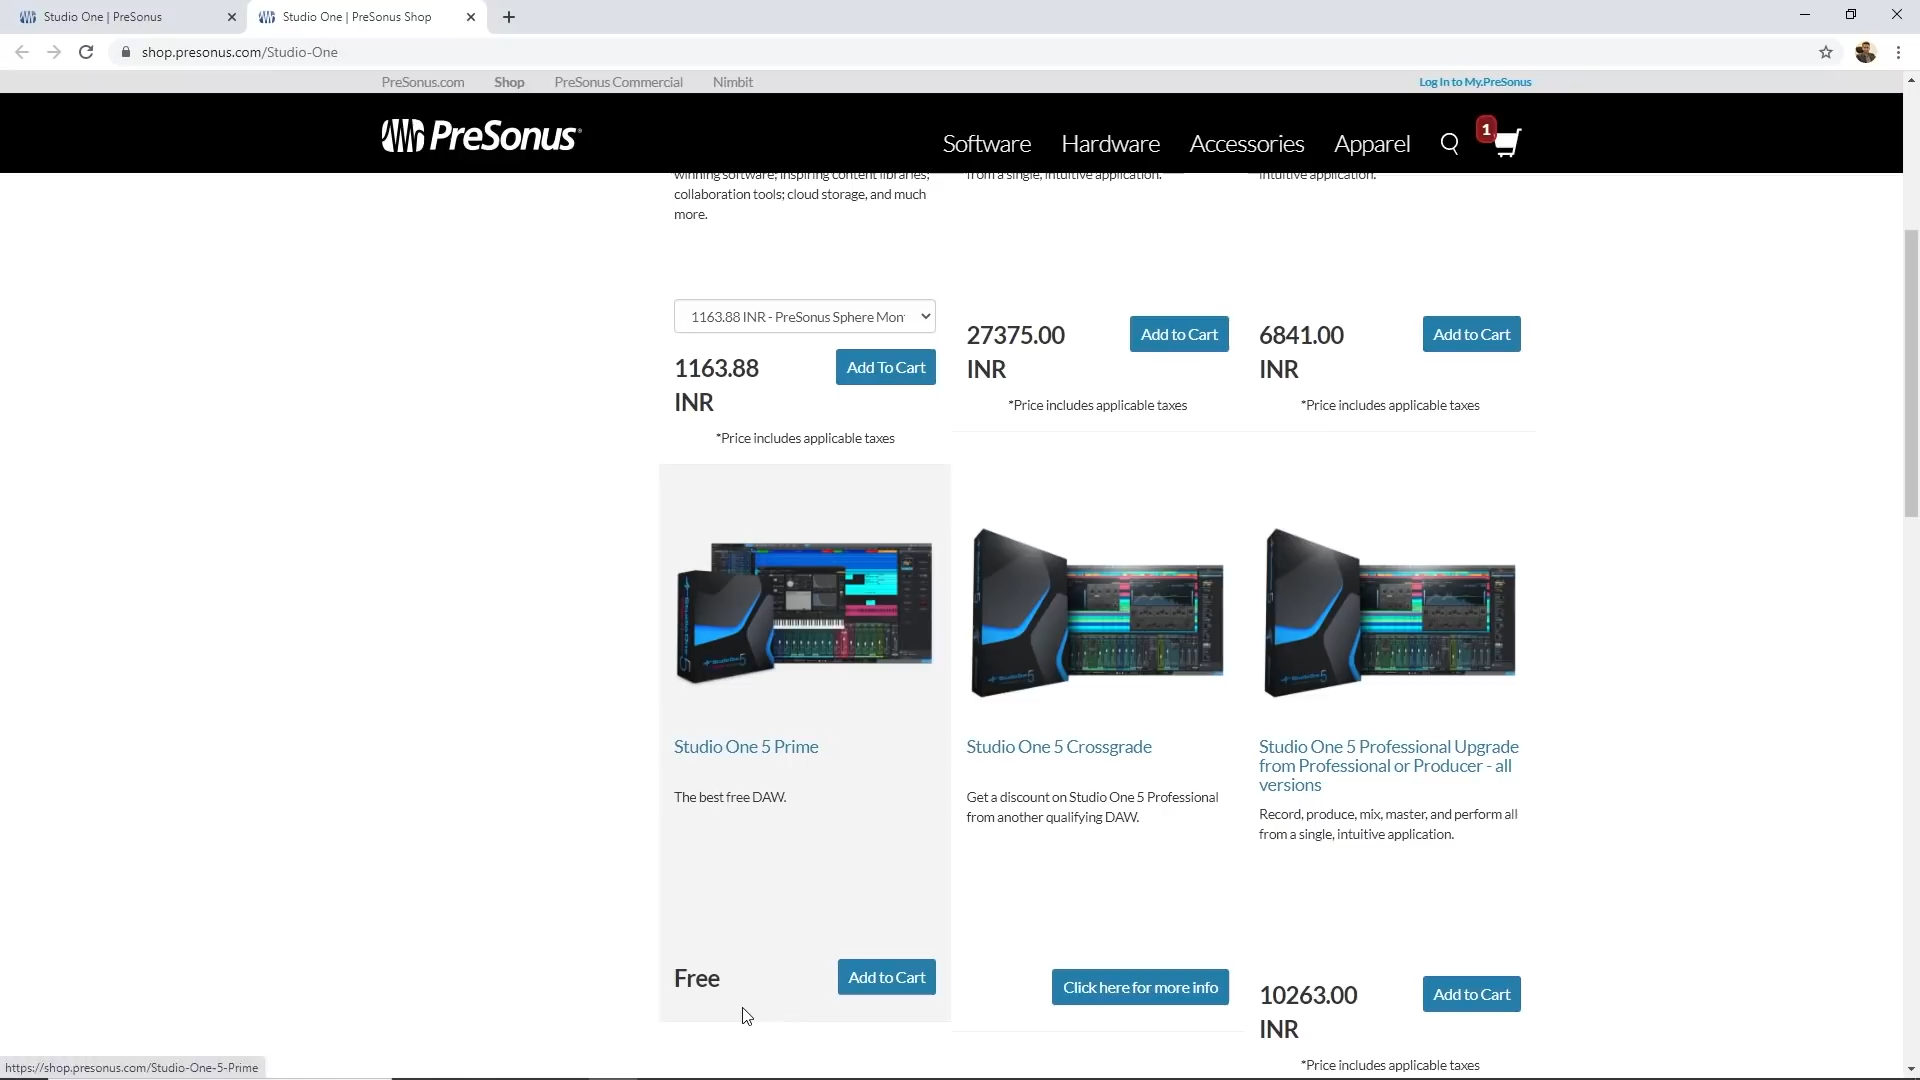 Studio One | PreSonus
Studio One | PreSonus Shop
shop.presonus.com/Studio-One
PreSonus.com
Shop
PreSonus Commercial
Nimbit
Log In to My.PreSonus
PreSonus
Software
Hardware
Accessories
Apparel
1
winning software; inspiring content libraries;
collaboration tools; cloud storage, and much
more.
from a single, intuitive application.
intuitive application.
1163.88 INR - PreSonus Sphere Mon
1163.88
INR
Add To Cart
*Price includes applicable taxes
27375.00
INR
Add to Cart
*Price includes applicable taxes
6841.00
INR
Add to Cart
*Price includes applicable taxes
Studio One 5 Prime
The best free DAW.
Free
Add to Cart
Studio One 5 Crossgrade
Get a discount on Studio One 5 Professional
from another qualifying DAW.
Click here for more info
Studio One 5 Professional Upgrade
from Professional or Producer - all
versions
Record, produce, mix, master, and perform all
from a single, intuitive application.
10263.00
INR
Add to Cart
*Price includes applicable taxes
https://shop.presonus.com/Studio-One-5-Prime